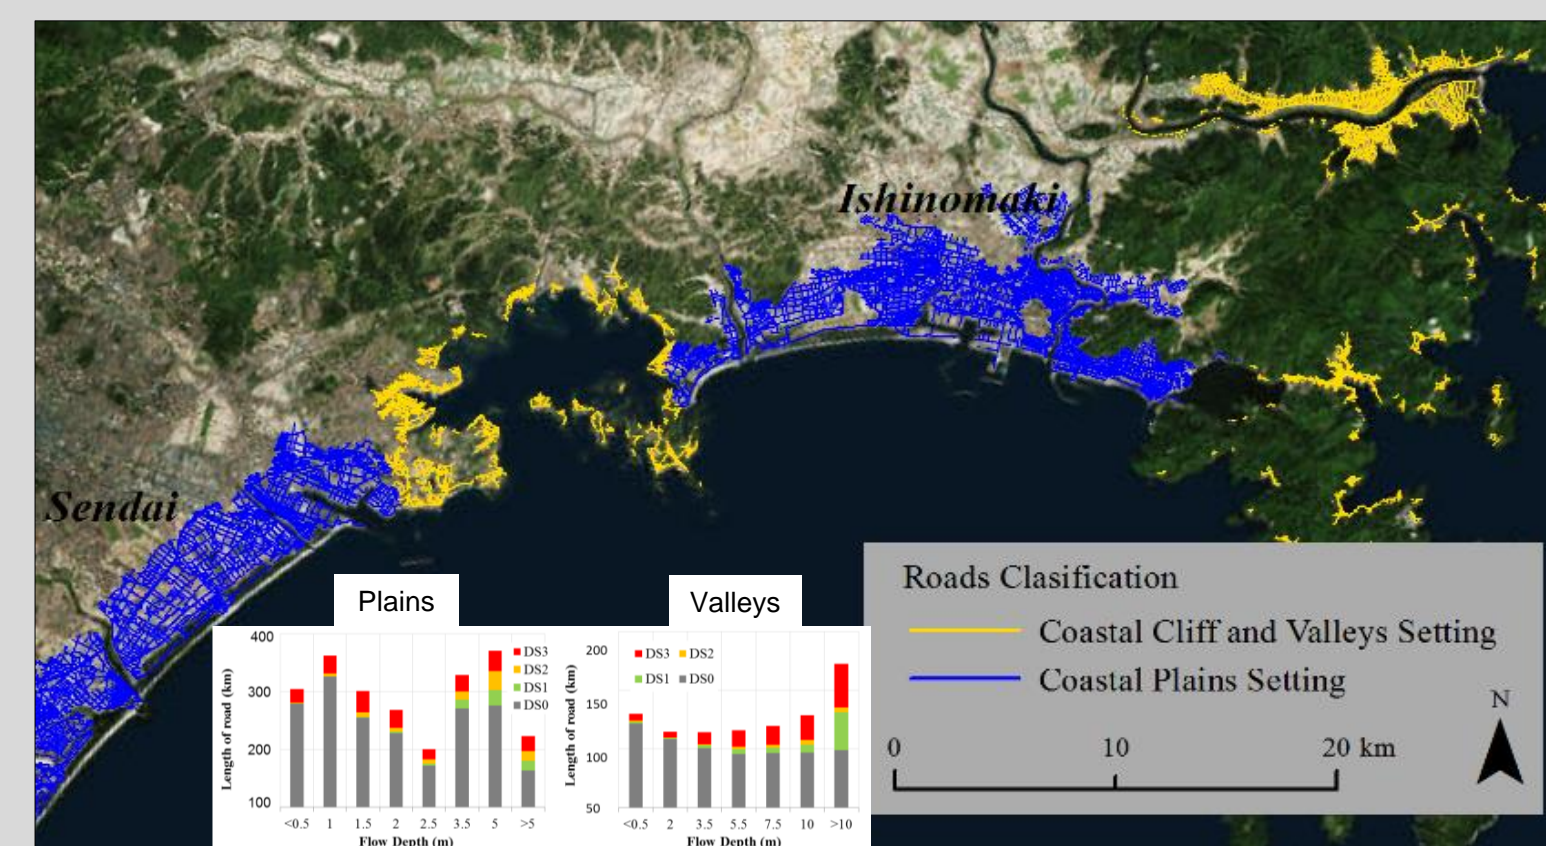 Ishinomaki
Sendai
Plains
400
300
200
100
Length of road (km)
DS3
DS2
DS1
DS0
<0.5 1 1.5 2 2.5 3.5 5 >5
Flow Depth (m)
Valleys
200
150
100
50
Length of road (km)
DS3 DS2
DS1 DS0
<0.5 2 3.5 5.5 7.5 10 >10
Flow Depth (m)
Roads Clasification
Coastal Cliff and Valleys Setting
Coastal Plains Setting
N
0 10 20 km